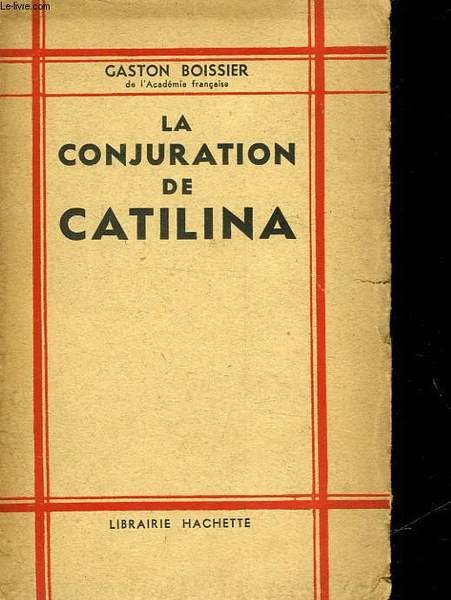 Le-livre.com
GASTON BOISSIER
de l'Académie française
LA
CONJURATION
DE
CATILINA
LIBRAIRIE HACHETTE